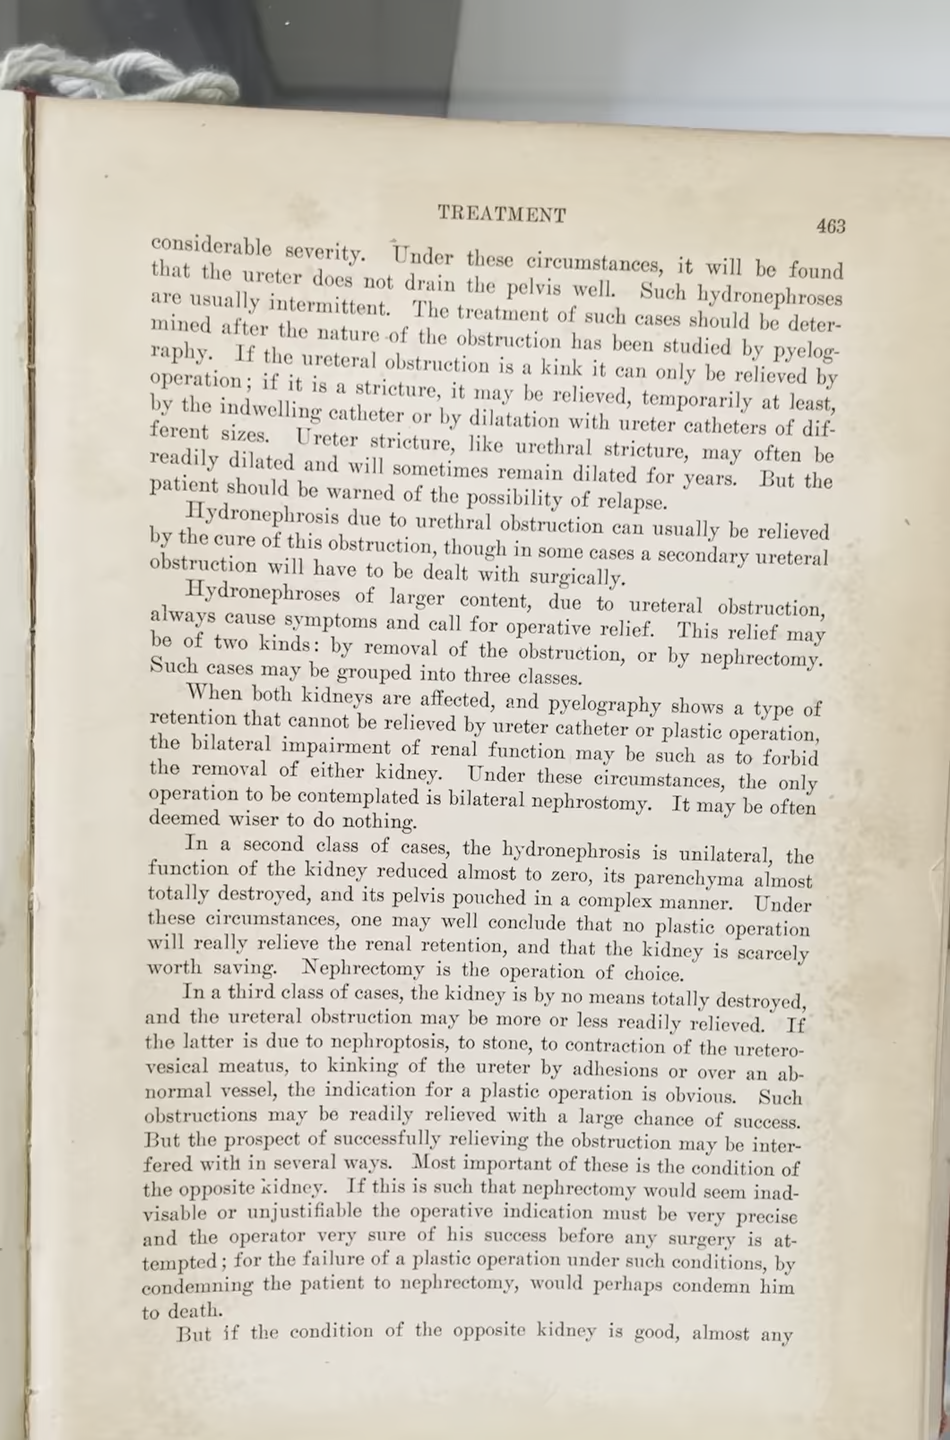 TREATMENT
463
considerable severity. Under these circumstances, it will be found
that the ureter does not drain the pelvis well. Such hydronephroses
are usually intermittent. The treatment of such cases should be deter-
mined after the nature of the obstruction has been studied by pyelog-
raphy. If the ureteral obstruction is a kink it can only be relieved by
operation; if it is a stricture, it may be relieved, temporarily at least,
by the indwelling catheter or by dilatation with ureter catheters of dif-
ferent sizes. Ureter stricture, like urethral stricture, may often be
readily dilated and will sometimes remain dilated for years. But the
patient should be warned of the possibility of relapse.
Hydronephrosis due to urethral obstruction can usually be relieved
by the cure of this obstruction, though in some cases a secondary ureteral
obstruction will have to be dealt with surgically.
Hydronephroses of larger content, due to ureteral obstruction,
always cause symptoms and call for operative relief. This relief may
be of two kinds: by removal of the obstruction, or by nephrectomy.
Such cases may be grouped into three classes.
When both kidneys are affected, and pyelography shows a type of
retention that cannot be relieved by ureter catheter or plastic operation,
the bilateral impairment of renal function may be such as to forbid
the removal of either kidney. Under these circumstances, the only
operation to be contemplated is bilateral nephrostomy. It may be often
deemed wiser to do nothing.
In a second class of cases, the hydronephrosis is unilateral, the
function of the kidney reduced almost to zero, its parenchyma almost
totally destroyed, and its pelvis pouched in a complex manner. Under
these circumstances, one may well conclude that no plastic operation
will really relieve the renal retention, and that the kidney is scarcely
worth saving. Nephrectomy is the operation of choice.
In a third class of cases, the kidney is by no means totally destroyed,
and the ureteral obstruction may be more or less readily relieved. If
the latter is due to nephroptosis, to stone, to contraction of the uretero-
vesical meatus, to kinking of the ureter by adhesions or over an ab-
normal vessel, the indication for a plastic operation is obvious. Such
obstructions may be readily relieved with a large chance of success.
But the prospect of successfully relieving the obstruction may be inter-
fered with in several ways. Most important of these is the condition of
the opposite kidney. If this is such that nephrectomy would seem inad-
visable or unjustifiable the operative indication must be very precise
and the operator very sure of his success before any surgery is at-
tempted; for the failure of a plastic operation under such conditions, by
condemning the patient to nephrectomy, would perhaps condemn him
to death.
But if the condition of the opposite kidney is good, almost any